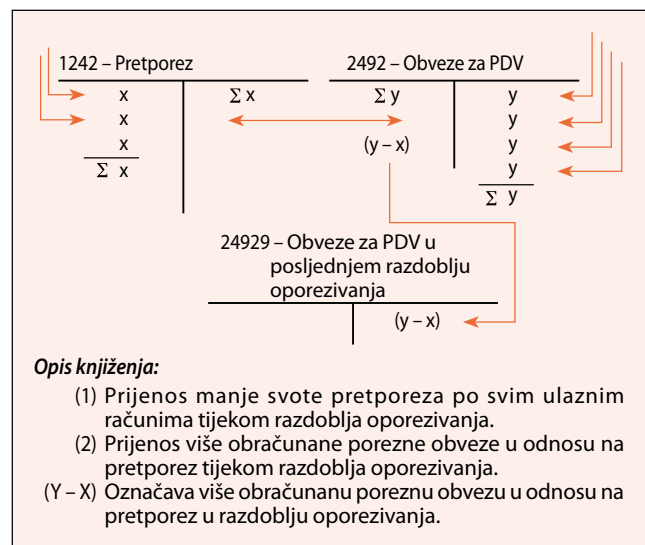 1242 – Pretporez
2492 – Obveze za PDV
x
Σ x
Σ y
y
x
y
x
(y – x)
y
Σ x
y
Σ y
24929 – Obveze za PDV u
posljednjem razdoblju
oporezivanja
(y – x)
Opis knjiženja:
(1) Prijenos manje svote pretporeza po svim ulaznim
računima tijekom razdoblja oporezivanja.
(2) Prijenos više obračunane porezne obveze u odnosu na
pretporez tijekom razdoblja oporezivanja.
(Y – X) Označava više obračunanu poreznu obvezu u odnosu na
pretporez u razdoblju oporezivanja.